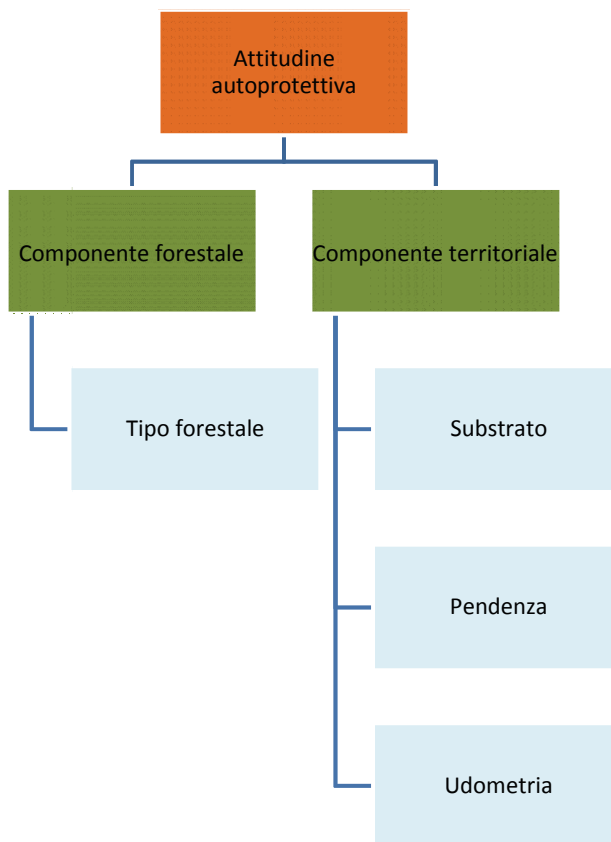 Attitudine
autoprotettiva
Componente forestale
Componente territoriale
Tipo forestale
Substrato
Pendenza
Udometria